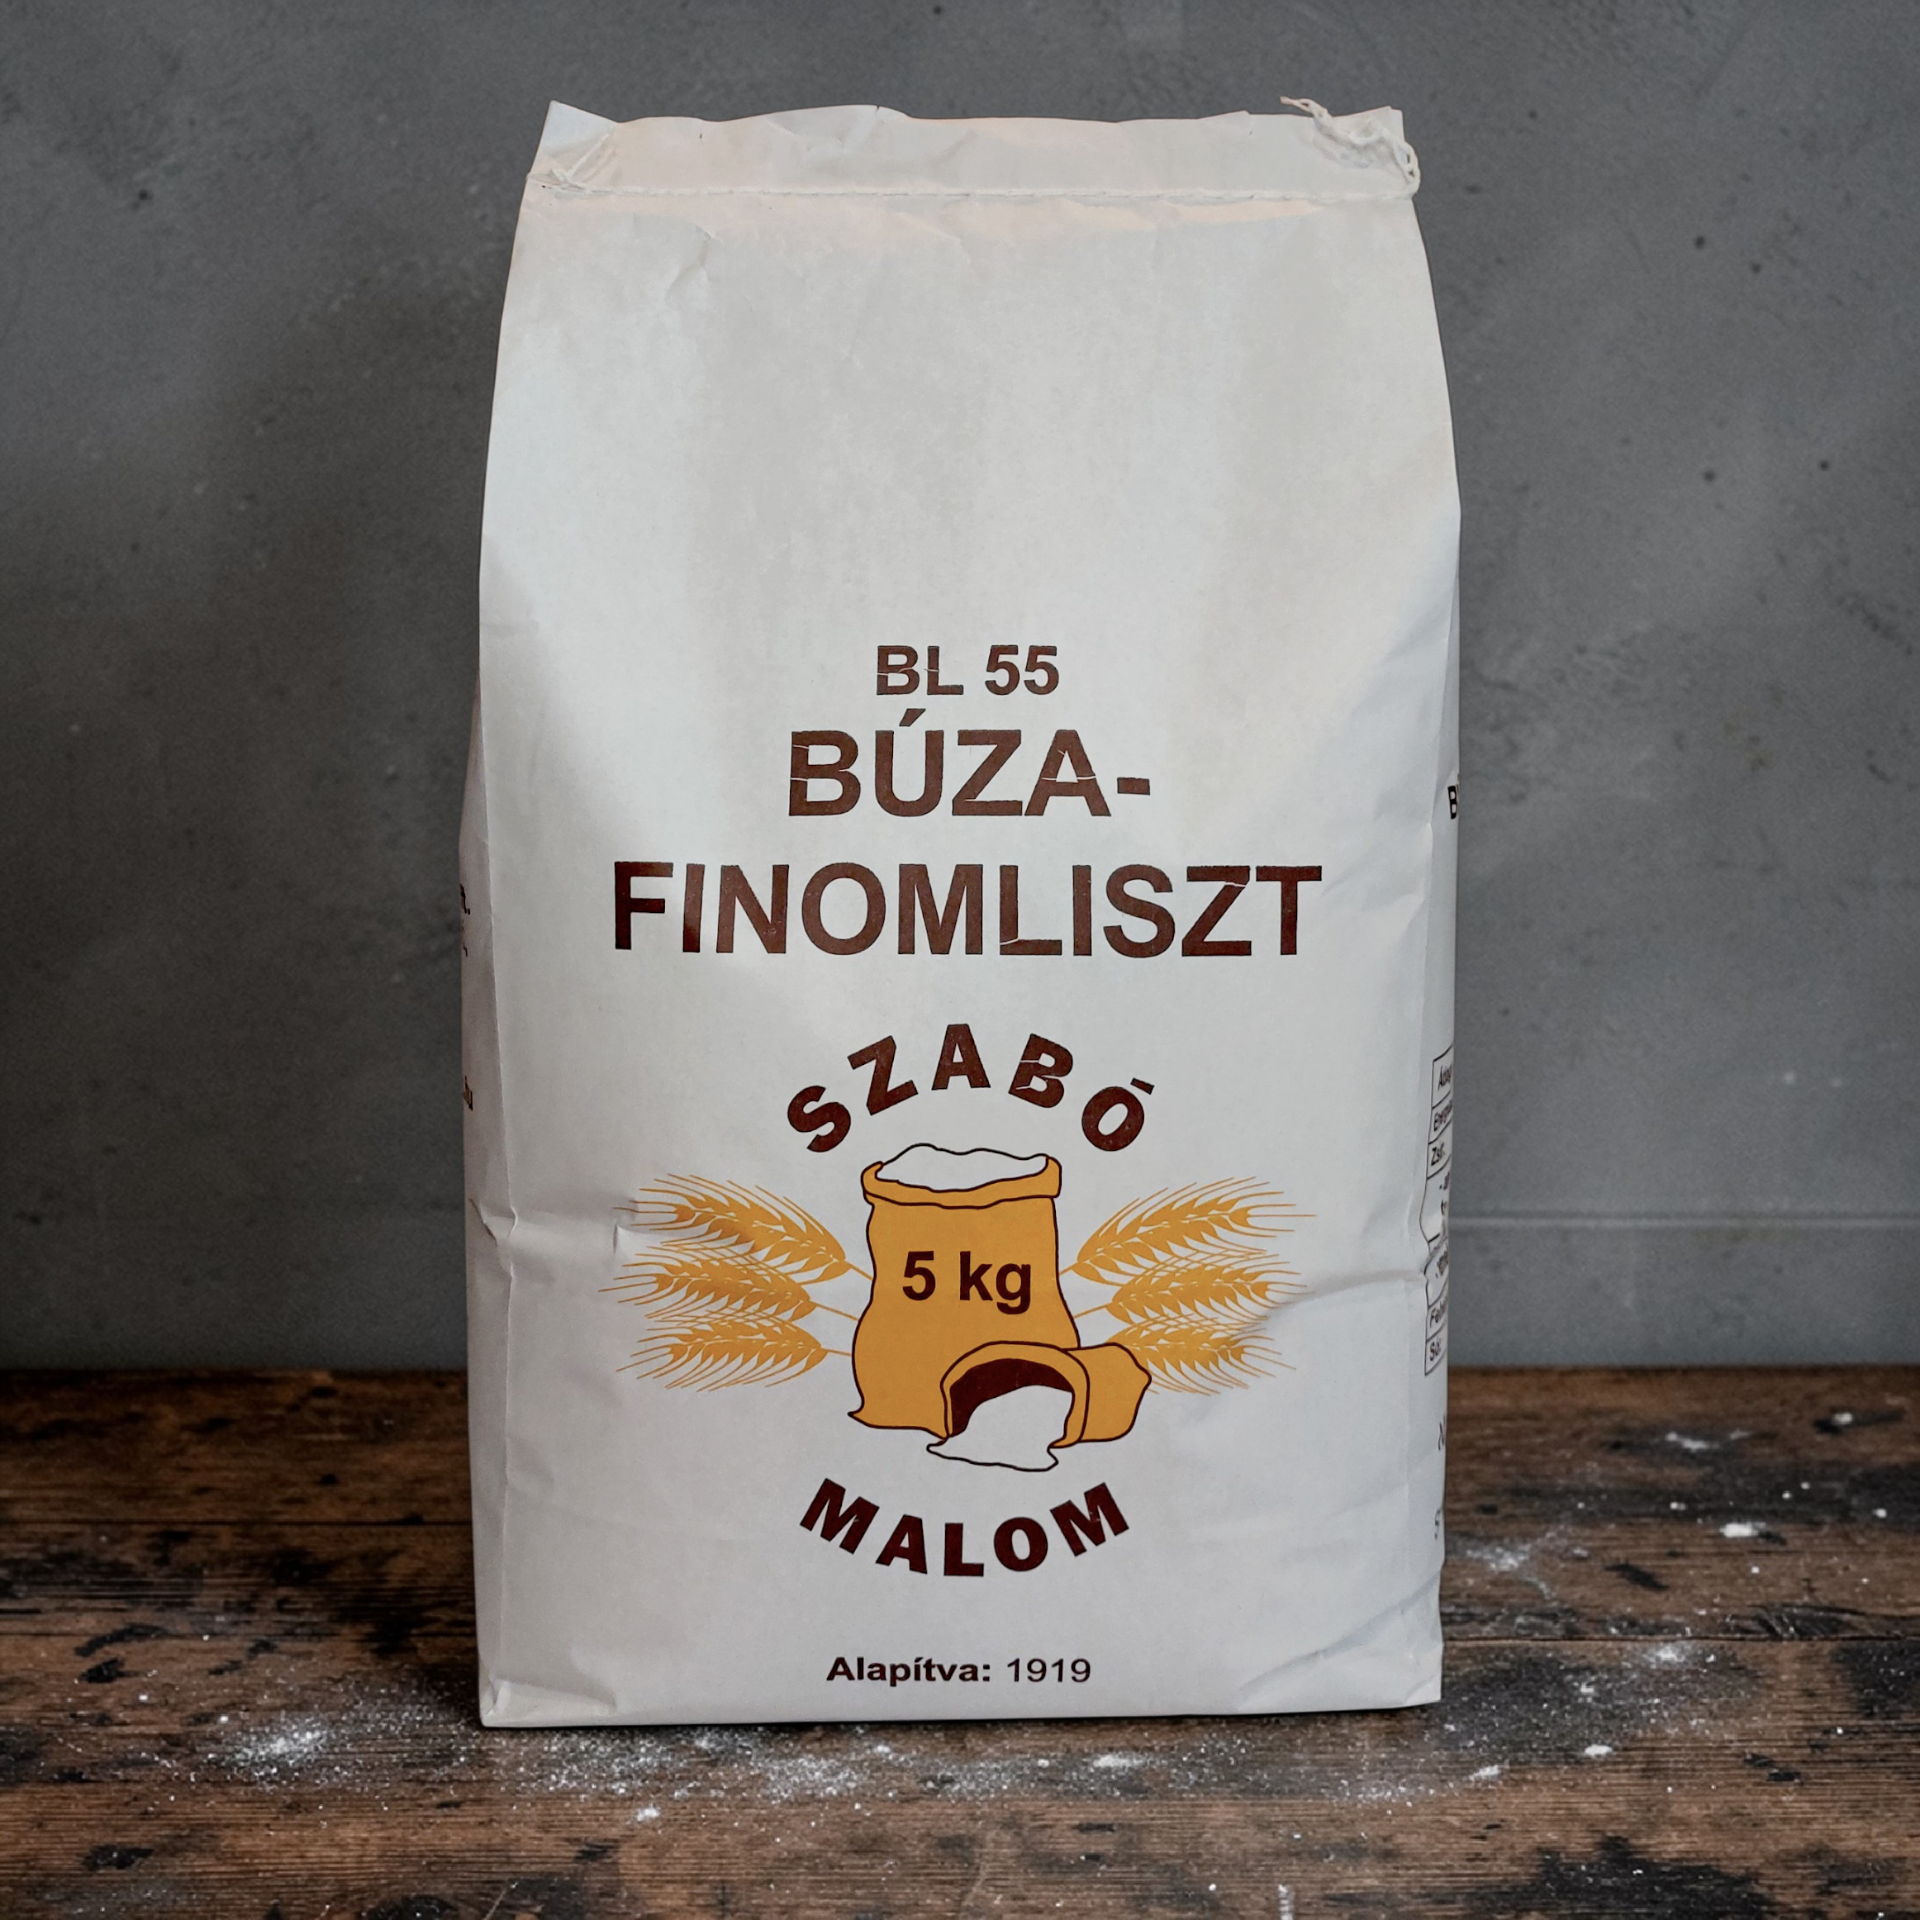 BL 55
BÚZA-
FINOMLISZT
SZABÓ
5 kg
MALOM
Alapítva: 1919